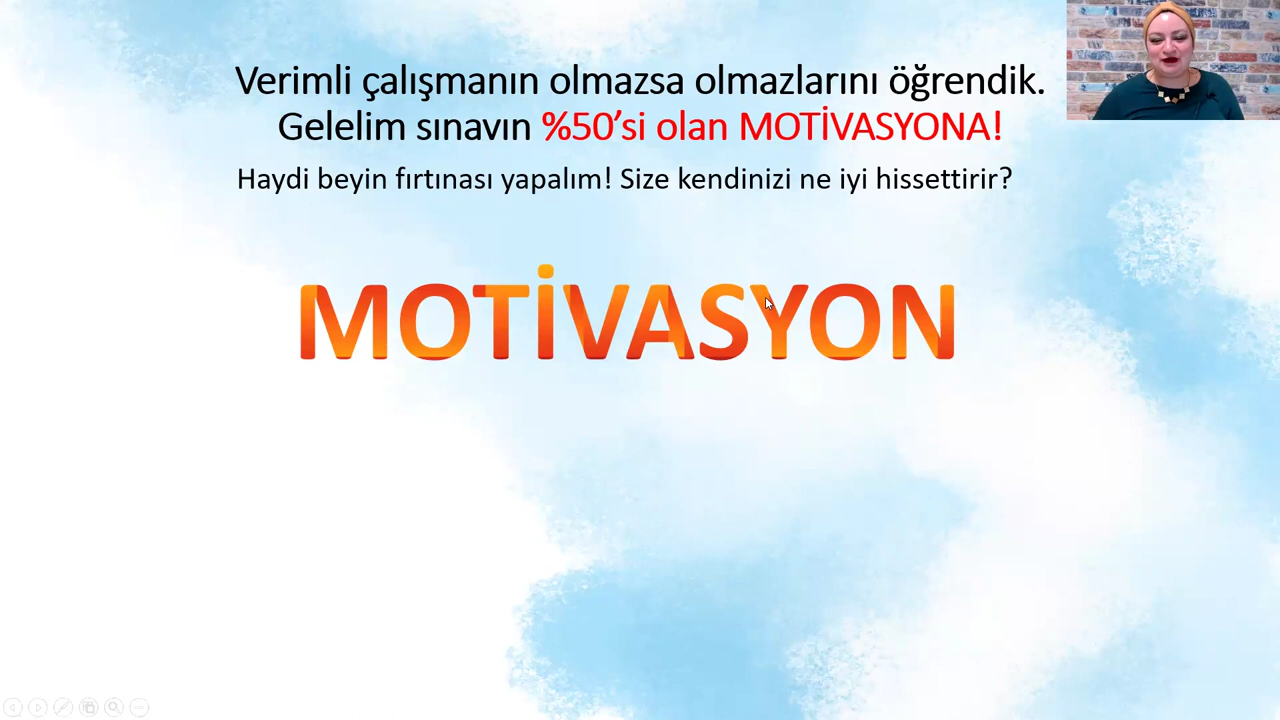 Verimli çalışmanın olmazsa olmazlarını öğrendik.
Gelelim sınavın %50’si olan MOTİVASYONA!
Haydi beyin fırtınası yapalım! Size kendinizi ne iyi hissettirir?
MOTİVASYON